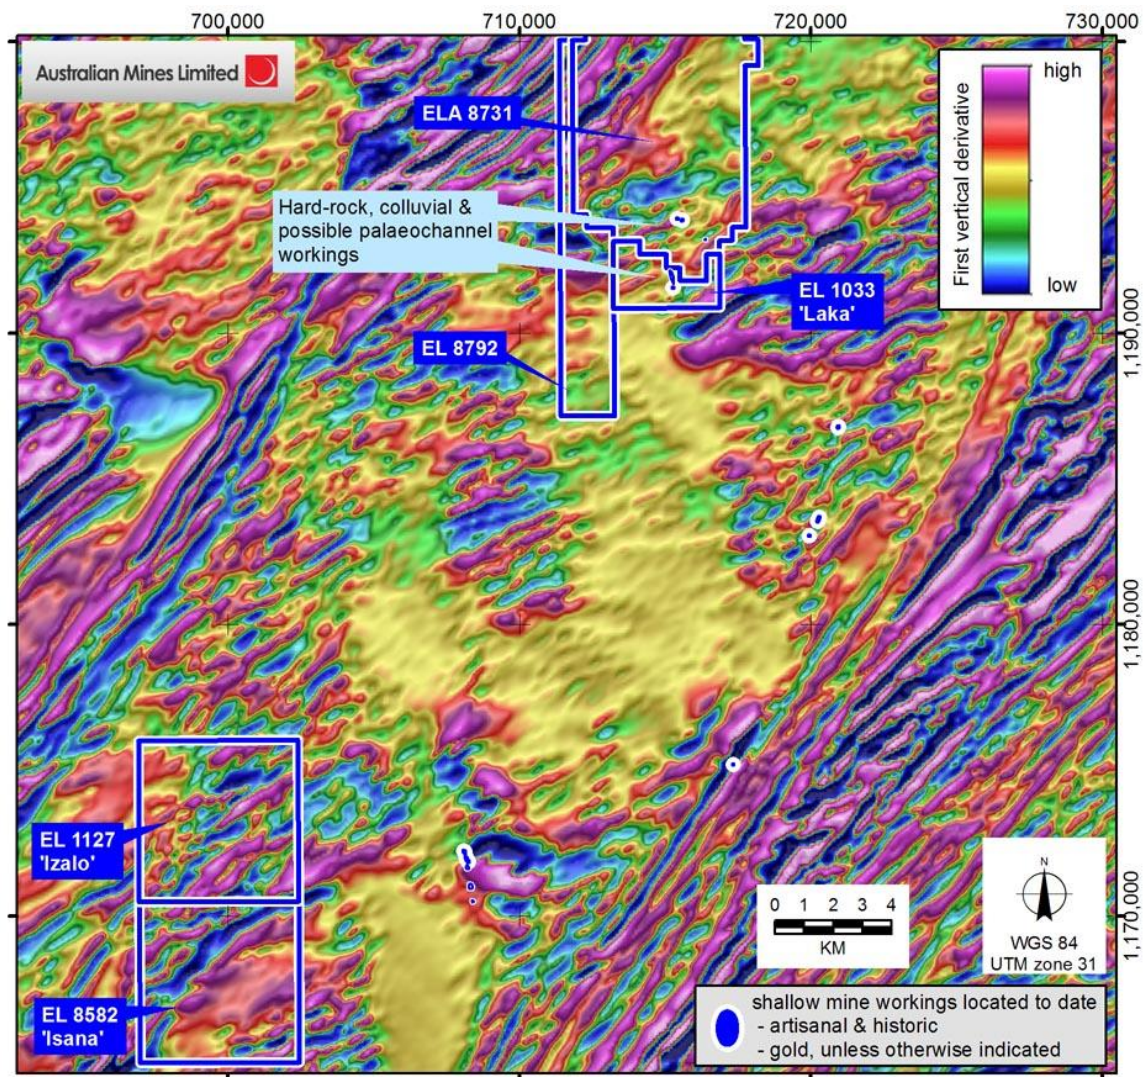 700,000
710,000
720,000
730,000
Australian Mines Limited
ELA 8731
high
First vertical derivative
low
Hard-rock, colluvial &
possible palaeochannel
workings
EL 1033
'Laka'
EL 8792
1,190,000
1,180,000
1,170,000
EL 1127
'Izalo'
EL 8582
'Isana'
0 1 2 3 4
KM
N
WGS 84
UTM zone 31
shallow mine workings located to date
- artisanal & historic
- gold, unless otherwise indicated